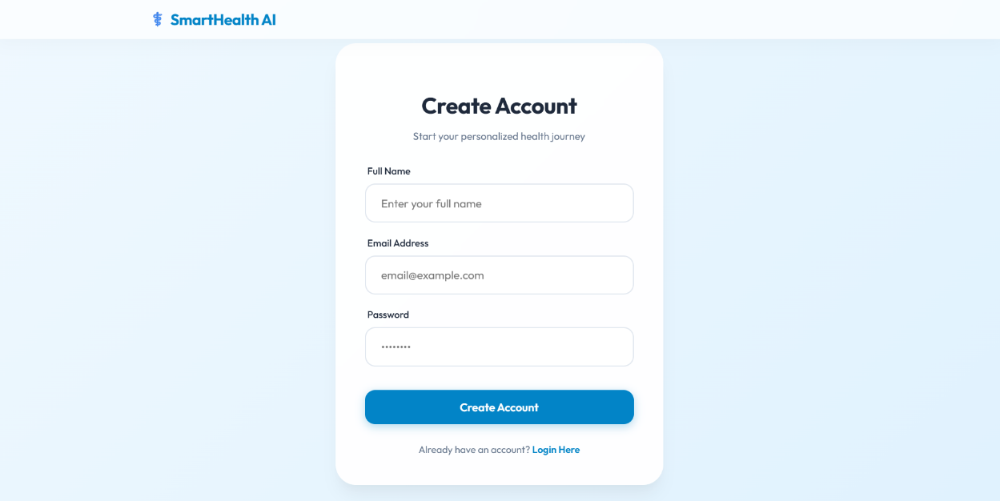 SmartHealth AI
Create Account
Start your personalized health journey
Full Name
Enter your full name
Email Address
email@example.com
Password
••••••••
Create Account
Already have an account? Login Here